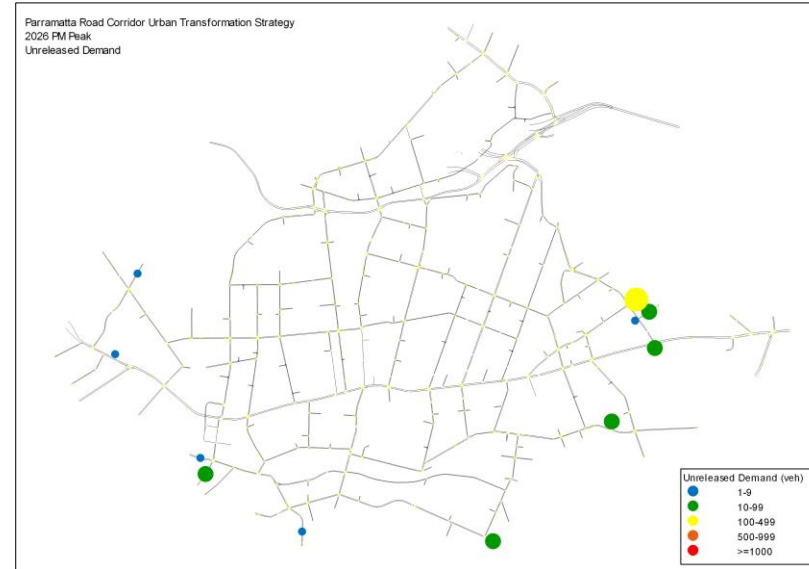 Parramatta Road Corridor Urban Transformation Strategy
2026 PM Peak
Unreleased Demand
Unreleased Demand (veh)
1-9
10-99
100-499
500-999
>=1000